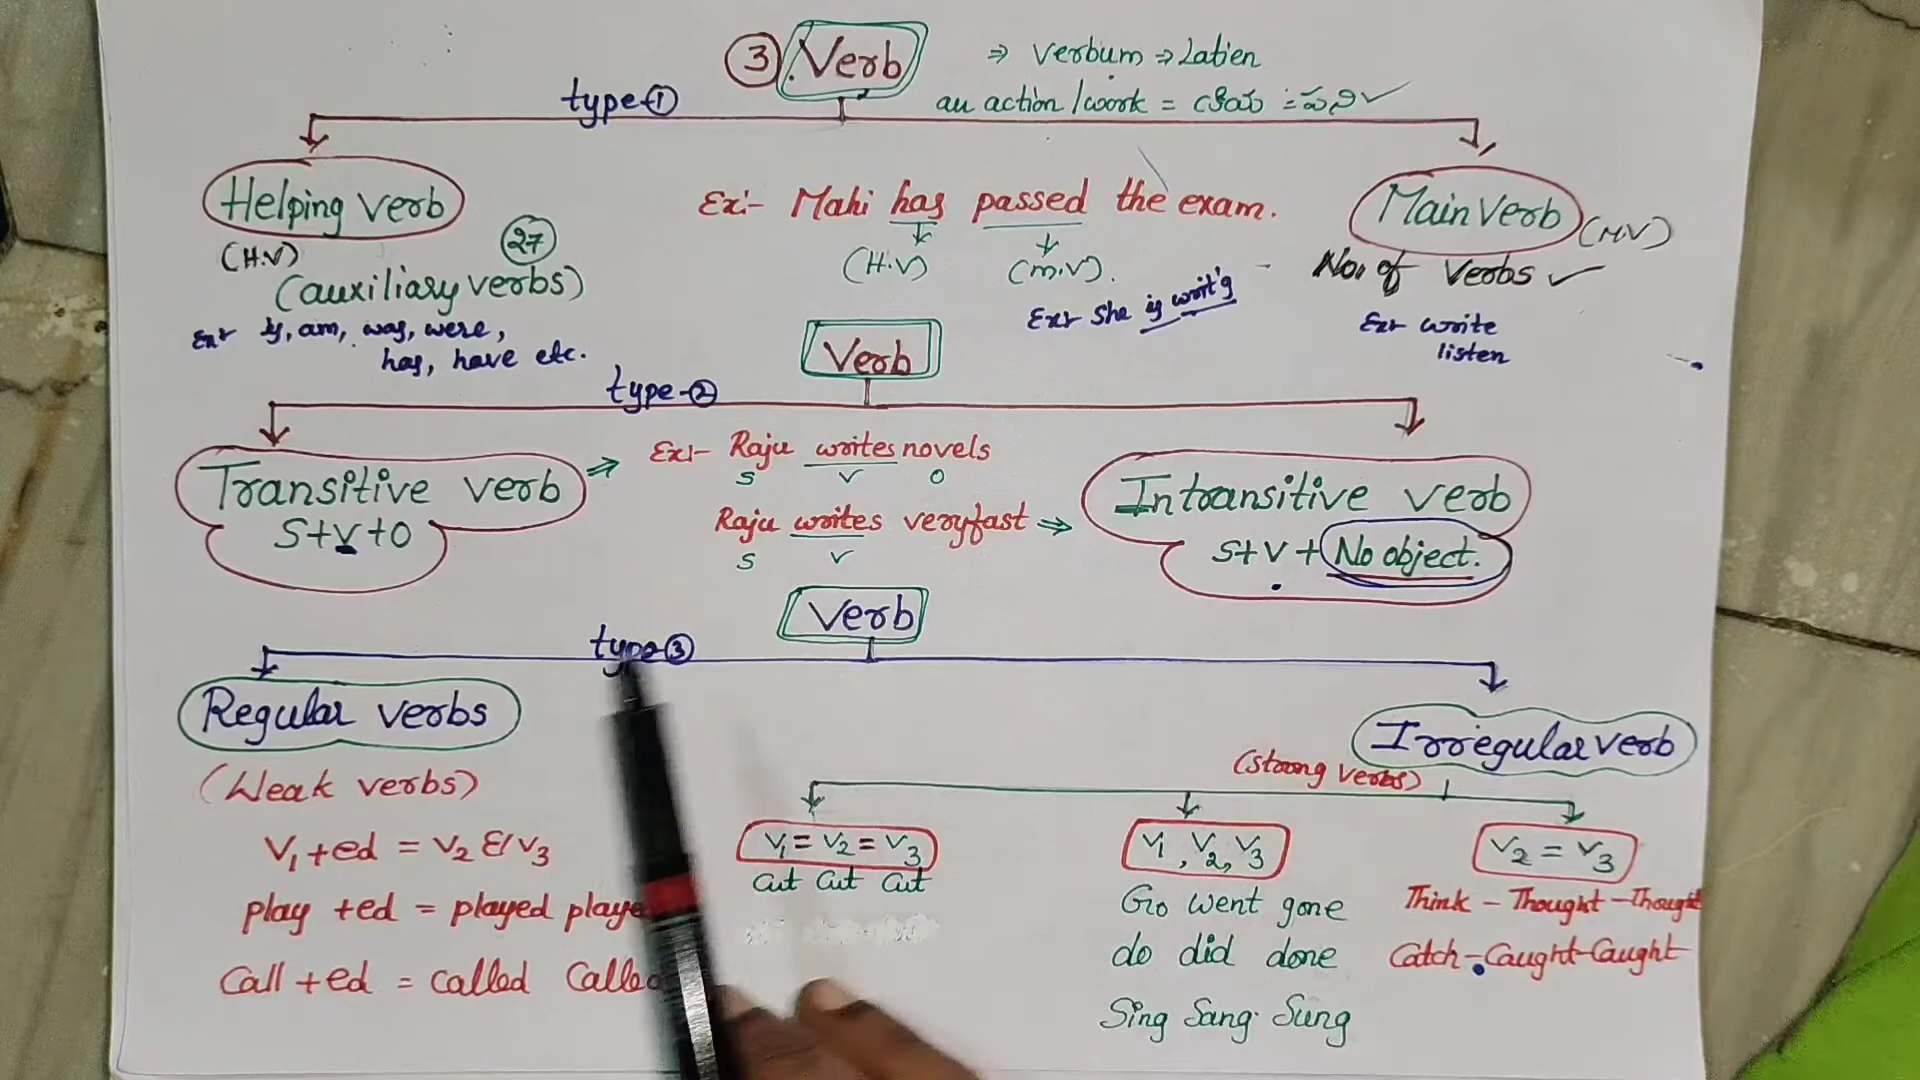 3 . Verb ⇒ Verbum ⇒ Latien
an action / work = క్రియ = పని ✓
type-1
Helping verb
(H.V)
27
(auxiliary verbs)
Ex:- is, am, was, were,
has, have etc.
Ex:- Mahi has passed the exam.
(H.V) (m.v).
Ex:- She is writ'g
Main Verb (MV)
No. of Verbs ✓
Ex:- write
listen
Verb
type-2
Transitive verb
S+V+O
Ex:- Raju writes novels
S V O
Raju writes veryfast ⇒
S V
Intransitive verb
S+V + No object.
Verb
type-3
Regular verbs
(Weak verbs)
V1+ed = V2 & V3
play +ed = played playe
Call +ed = called Called
Irregular verb
(strong verbs)
V1 = V2 = V3
cut cut cut
V1, V2, V3
Go went gone
do did done
Sing Sang Sung
V2 = V3
Think - Thought - Thought
Catch - Caught - Caught